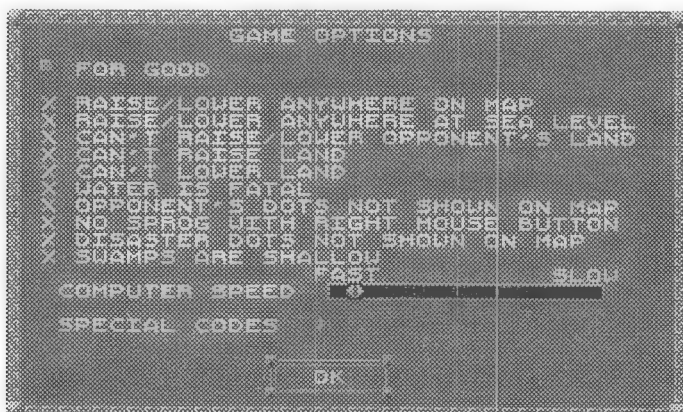 GAME OPTIONS
FOR GOOD
X RAISE/LOWER ANYWHERE ON MAP
X RAISE/LOWER ANYWHERE AT SEA LEVEL
X CAN'T RAISE/LOWER OPPONENT'S LAND
X CAN'T RAISE LAND
X CAN'T LOWER LAND
X WATER IS FATAL
X OPPONENT'S DOTS NOT SHOWN ON MAP
X NO SPROG WITH RIGHT MOUSE BUTTON
X DISASTER DOTS NOT SHOWN ON MAP
X SWAMPS ARE SHALLOW
FAST SLOW
COMPUTER SPEED
SPECIAL CODES
OK